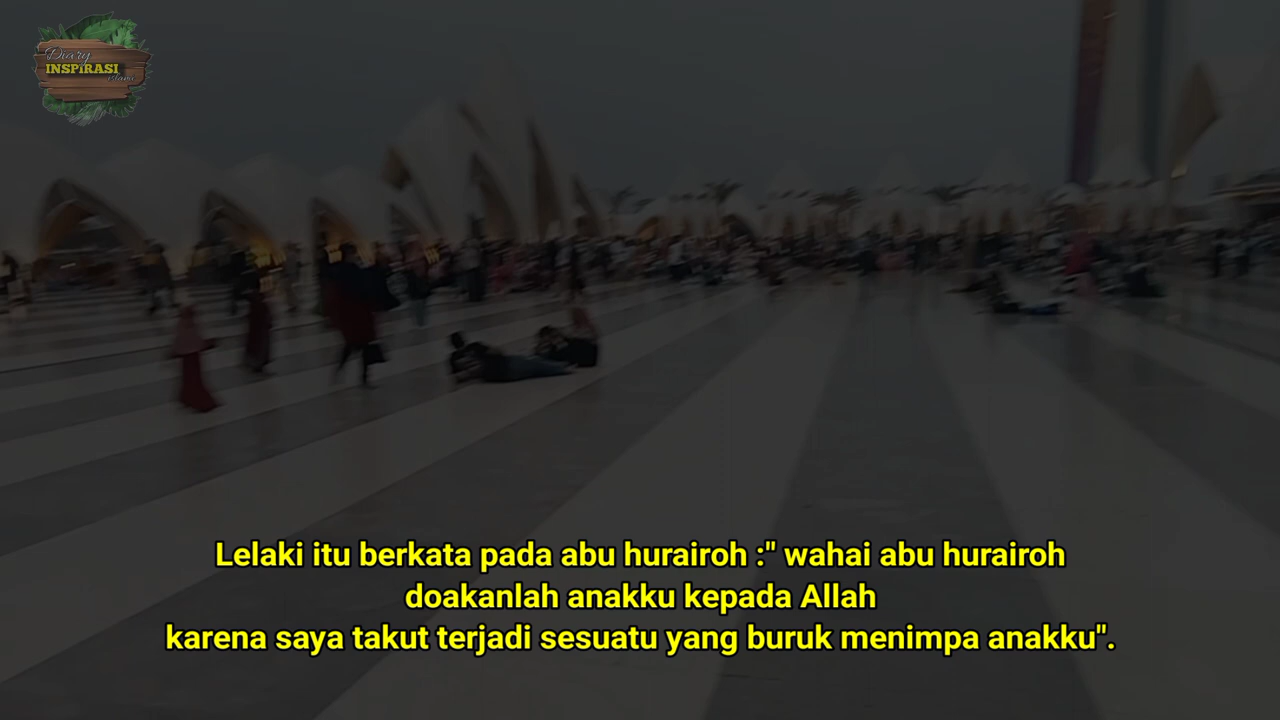 Diary
INSPIRASI
Islami
Lelaki itu berkata pada abu hurairoh :" wahai abu hurairoh
doakanlah anakku kepada Allah
karena saya takut terjadi sesuatu yang buruk menimpa anakku".